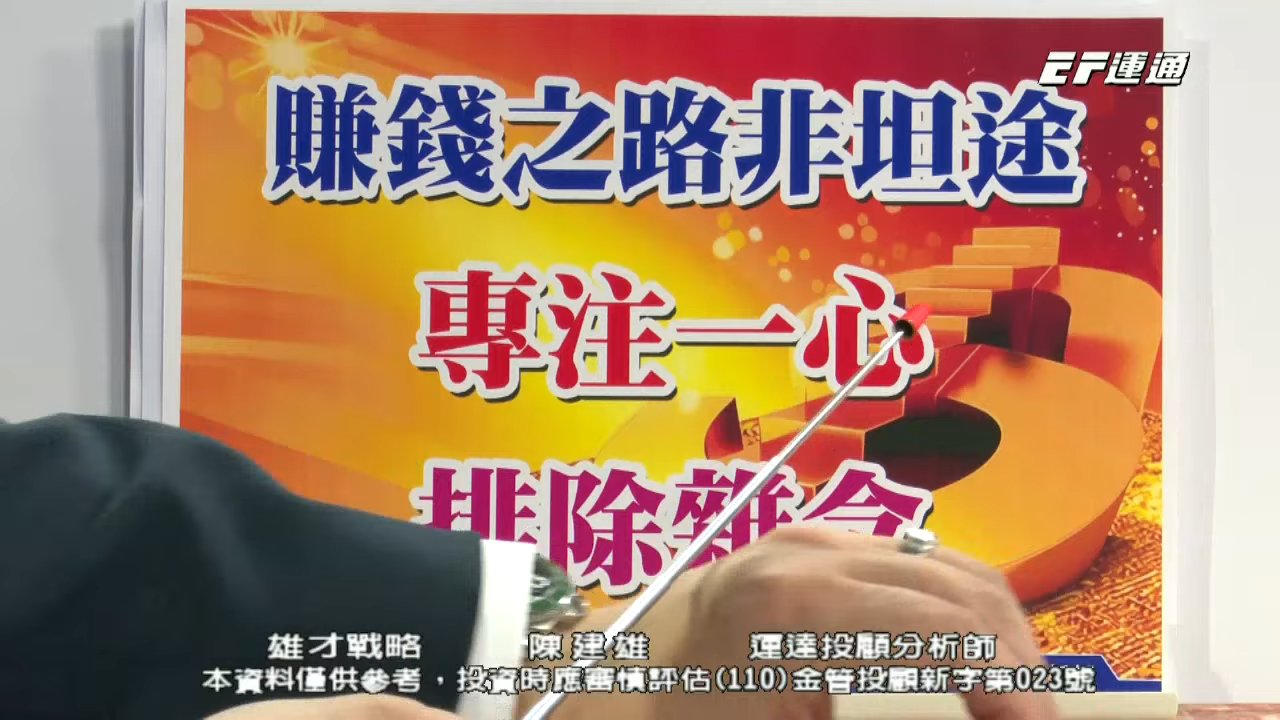 EF運通
賺錢之路非坦途
專注一心
排除雜念
雄才戰略 陳建雄 運達投顧分析師
本資料僅供參考，投資時應審慎評估(110)金管投顧新字第023號